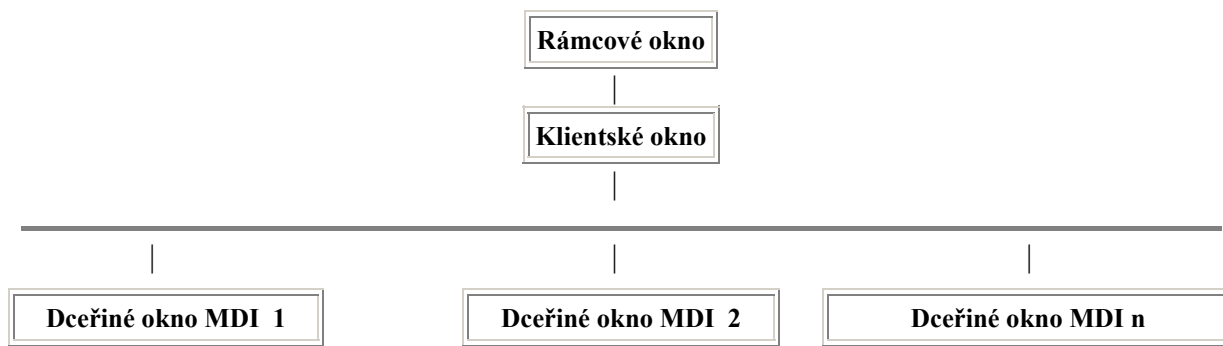 Rámcové okno
Klientské okno
Dceřiné okno MDI  1
Dceřiné okno MDI  2
Dceřiné okno MDI n